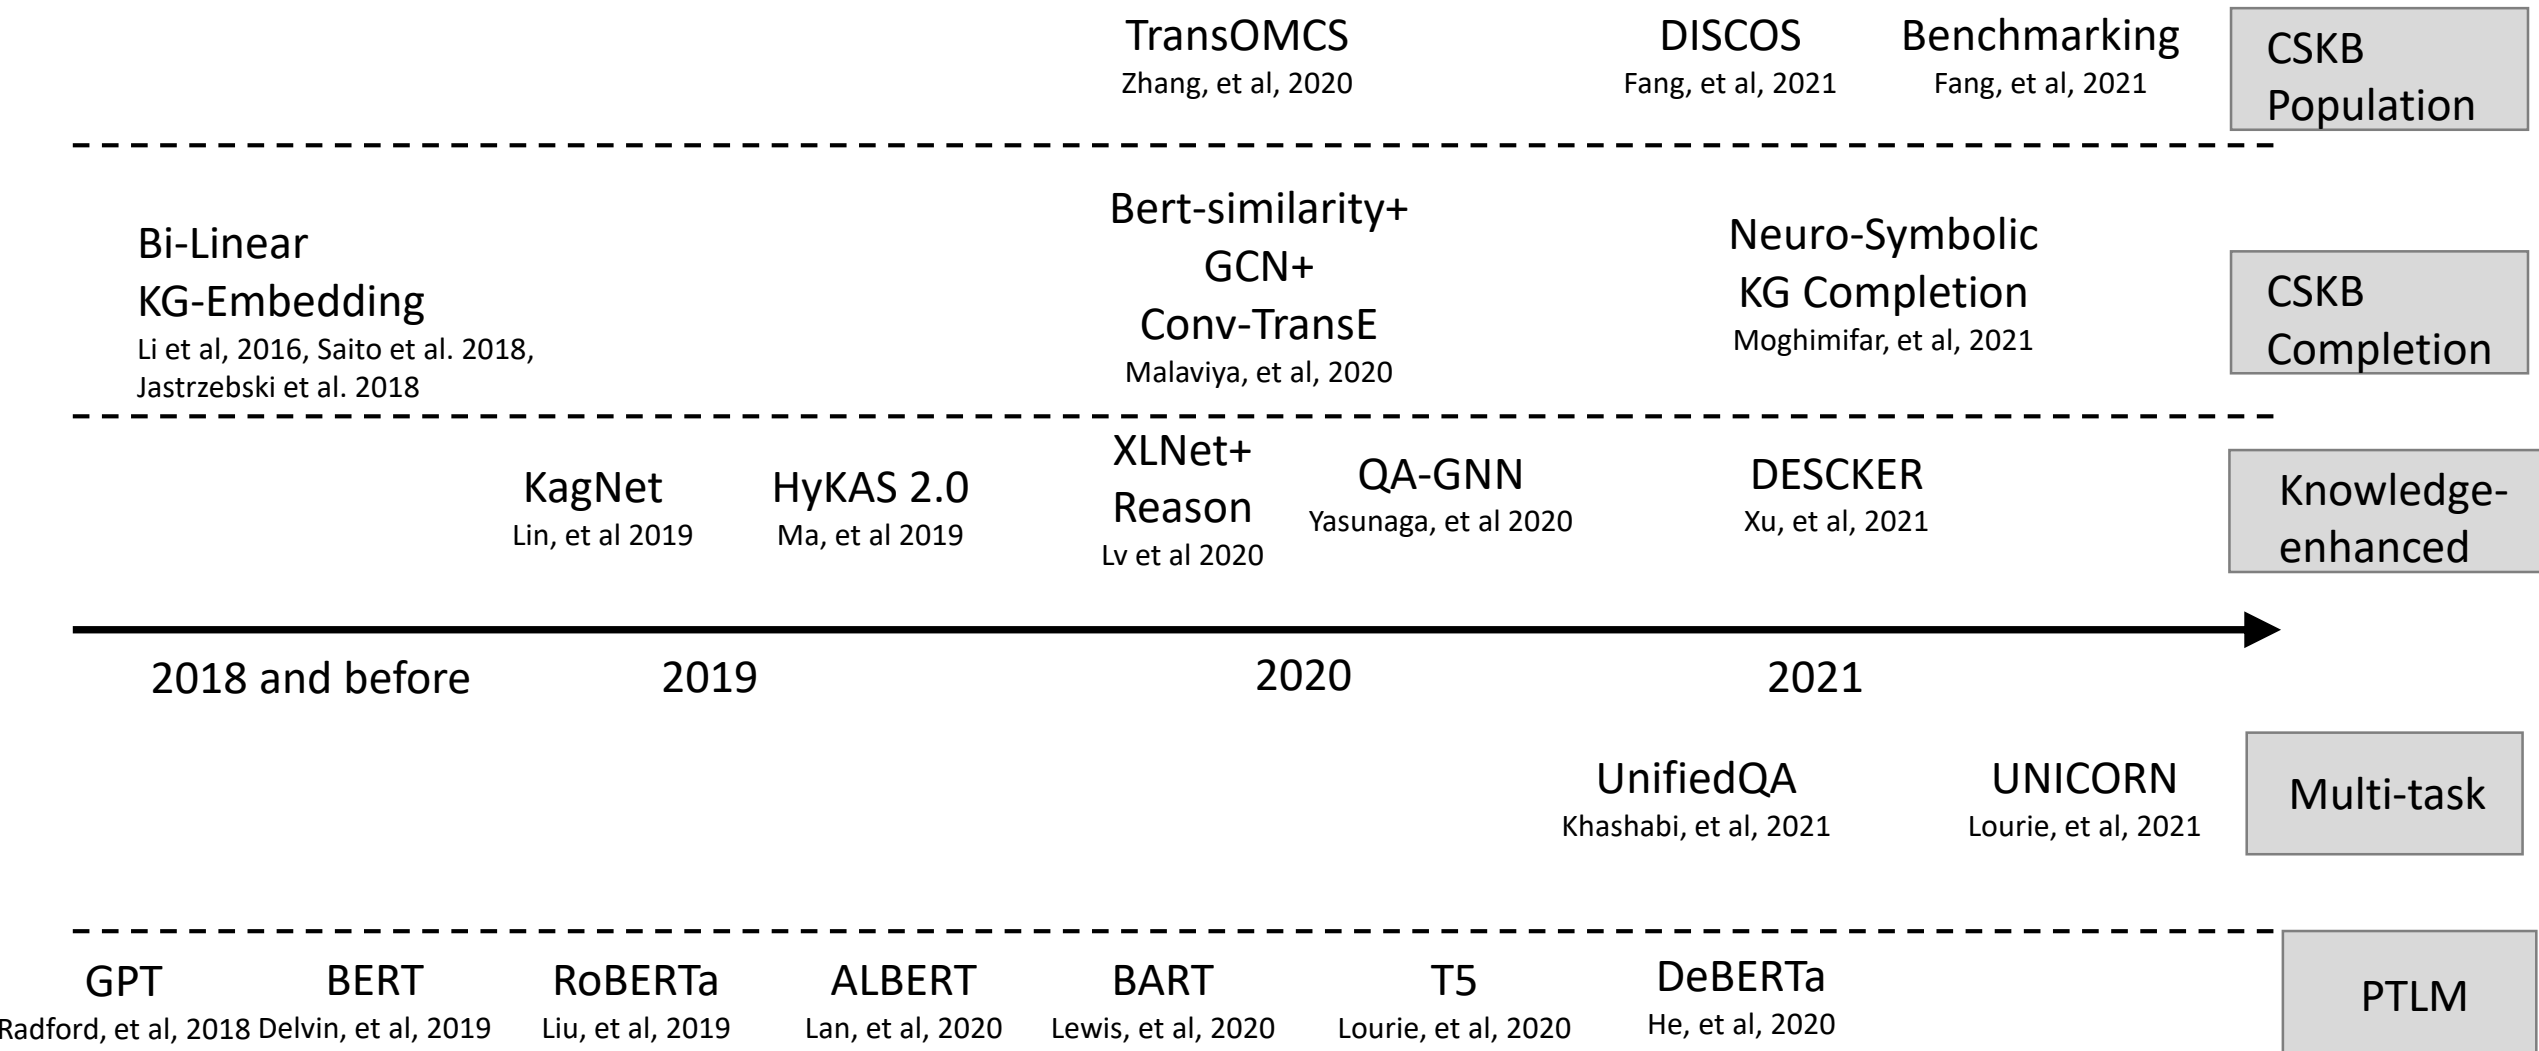 TransOMCS
Zhang, et al, 2020
DISCOS
Fang, et al, 2021
Benchmarking
Fang, et al, 2021
CSKB
Population
Bi-Linear
KG-Embedding
Li et al, 2016, Saito et al. 2018,
Jastrzebski et al. 2018
Bert-similarity+
GCN+
Conv-TransE
Malaviya, et al, 2020
Neuro-Symbolic
KG Completion
Moghimifar, et al, 2021
CSKB
Completion
KagNet
Lin, et al 2019
HyKAS 2.0
Ma, et al 2019
XLNet+
Reason
Lv et al 2020
QA-GNN
Yasunaga, et al 2020
DESCKER
Xu, et al, 2021
Knowledge-
enhanced
2018 and before
2019
2020
2021
UnifiedQA
Khashabi, et al, 2021
UNICORN
Lourie, et al, 2021
Multi-task
GPT
Radford, et al, 2018
BERT
Delvin, et al, 2019
RoBERTa
Liu, et al, 2019
ALBERT
Lan, et al, 2020
BART
Lewis, et al, 2020
T5
Lourie, et al, 2020
DeBERTa
He, et al, 2020
PTLM